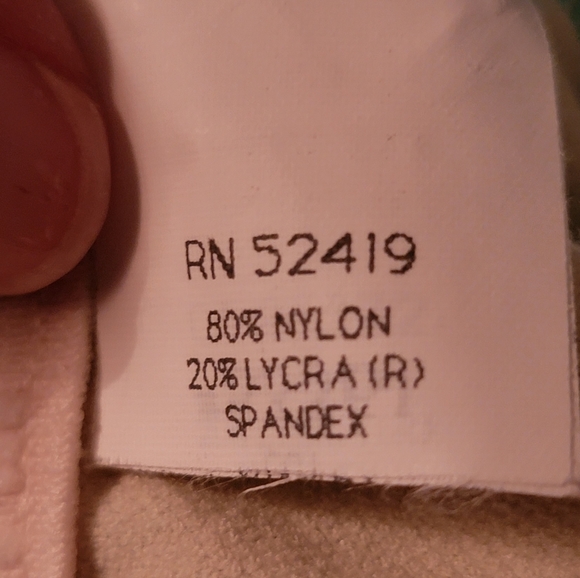 RN 52419
80% NYLON
20% LYCRA (R)
SPANDEX